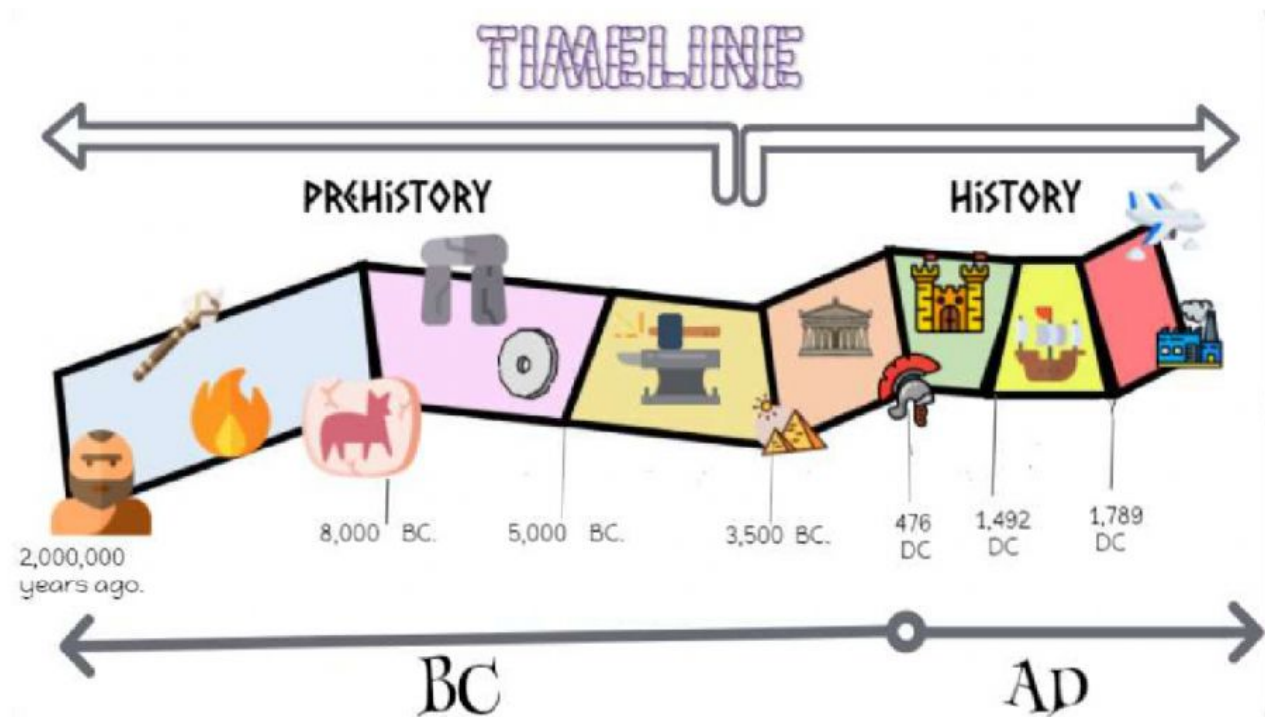 TIMELINE
PREHiSTORY
HiSTORY
2,000,000
years ago.
8,000 BC.
5,000 BC.
3,500 BC.
476
DC
1,492
DC
1,789
DC
BC
AD